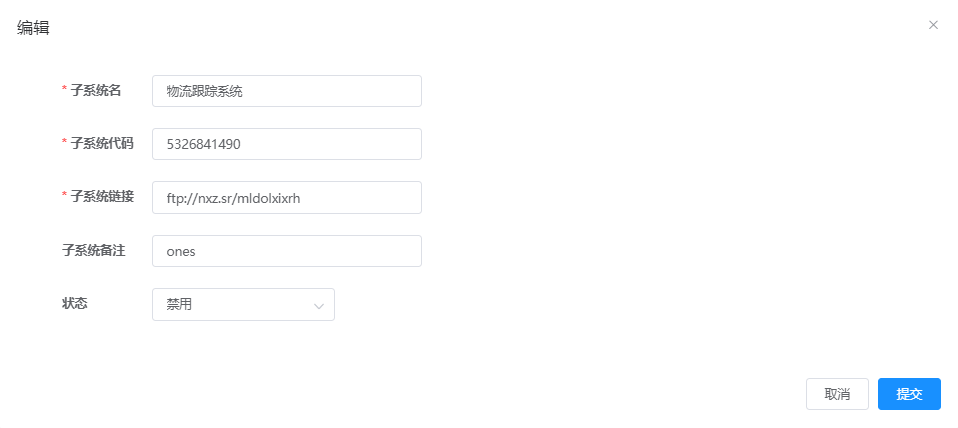 编辑
* 子系统名 物流跟踪系统
* 子系统代码 5326841490
* 子系统链接 ftp://nxz.sr/mldolxixrh
子系统备注 ones
状态 禁用
取消 提交